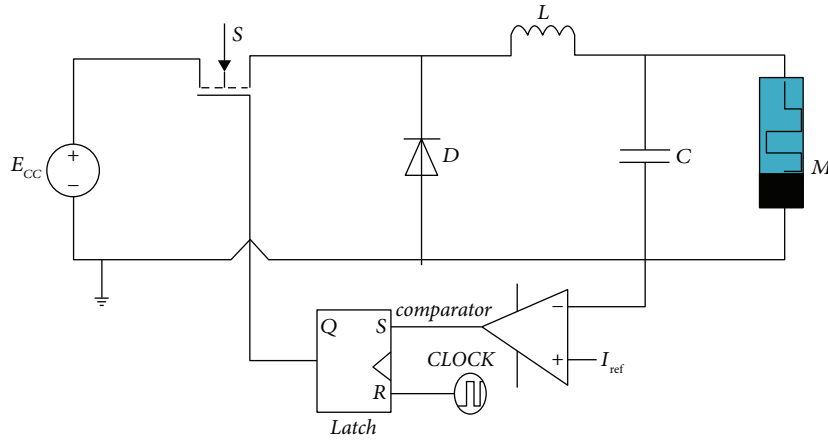 S
L
E_CC
+
−
D
C
M
comparator
Q
S
−
+
I_ref
CLOCK
R
Latch